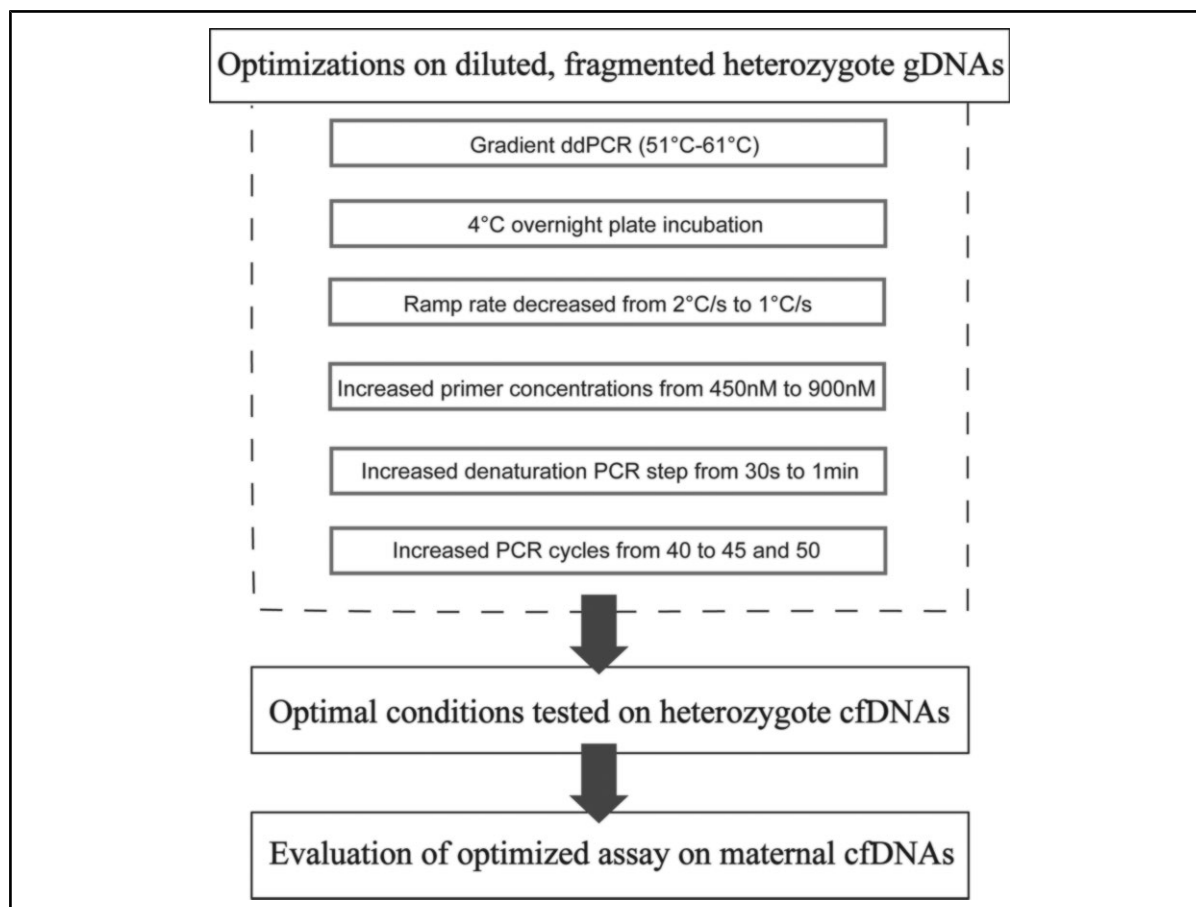 Optimizations on diluted, fragmented heterozygote gDNAs
Gradient ddPCR (51°C-61°C)
4°C overnight plate incubation
Ramp rate decreased from 2°C/s to 1°C/s
Increased primer concentrations from 450nM to 900nM
Increased denaturation PCR step from 30s to 1min
Increased PCR cycles from 40 to 45 and 50
Optimal conditions tested on heterozygote cfDNAs
Evaluation of optimized assay on maternal cfDNAs